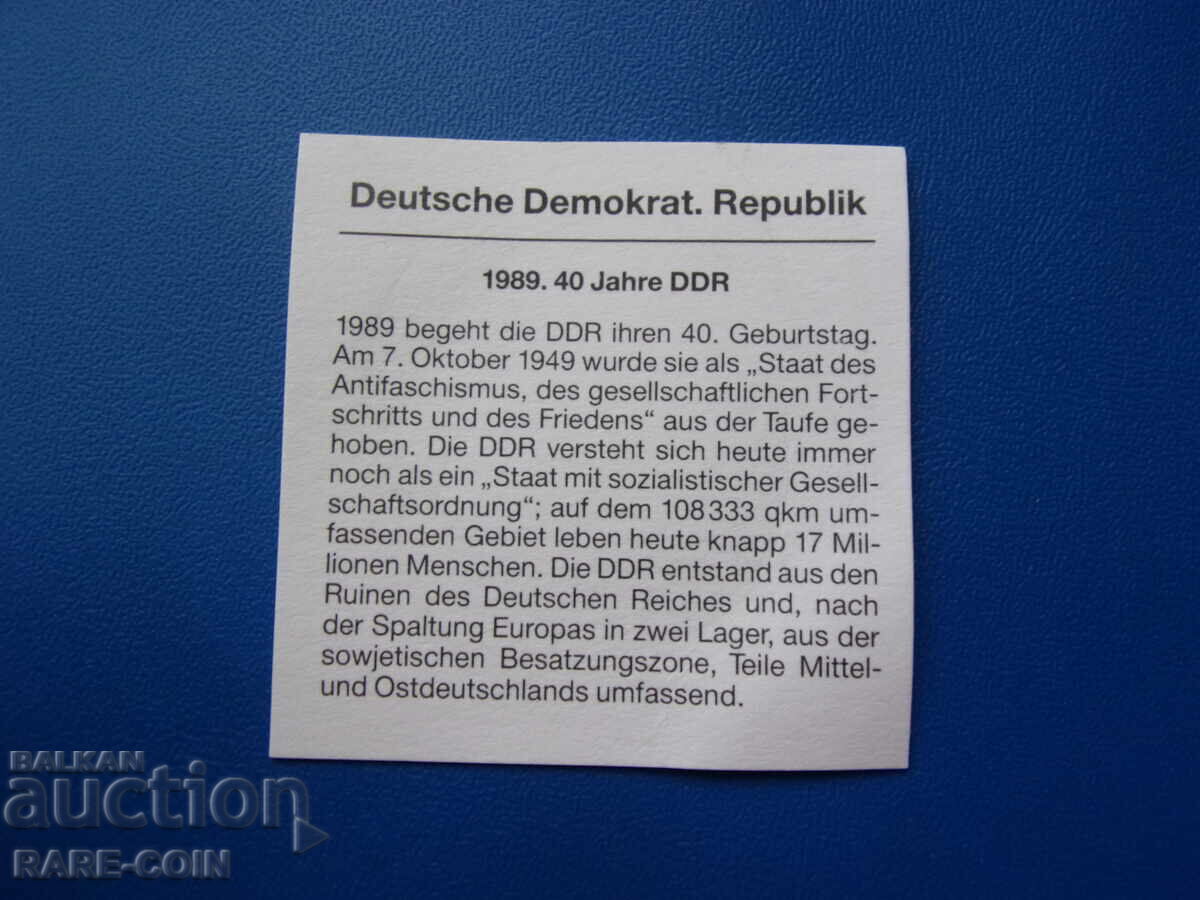 Deutsche Demokrat. Republik
1989. 40 Jahre DDR
1989 begeht die DDR ihren 40. Geburtstag.
Am 7. Oktober 1949 wurde sie als „Staat des
Antifaschismus, des gesellschaftlichen Fort-
schritts und des Friedens“ aus der Taufe ge-
hoben. Die DDR versteht sich heute immer
noch als ein „Staat mit sozialistischer Gesell-
schaftsordnung“; auf dem 108 333 qkm um-
fassenden Gebiet leben heute knapp 17 Mil-
lionen Menschen. Die DDR entstand aus den
Ruinen des Deutschen Reiches und, nach
der Spaltung Europas in zwei Lager, aus der
sowjetischen Besatzungszone, Teile Mittel-
und Ostdeutschlands umfassend.
BALKAN
auction
RARE-COIN